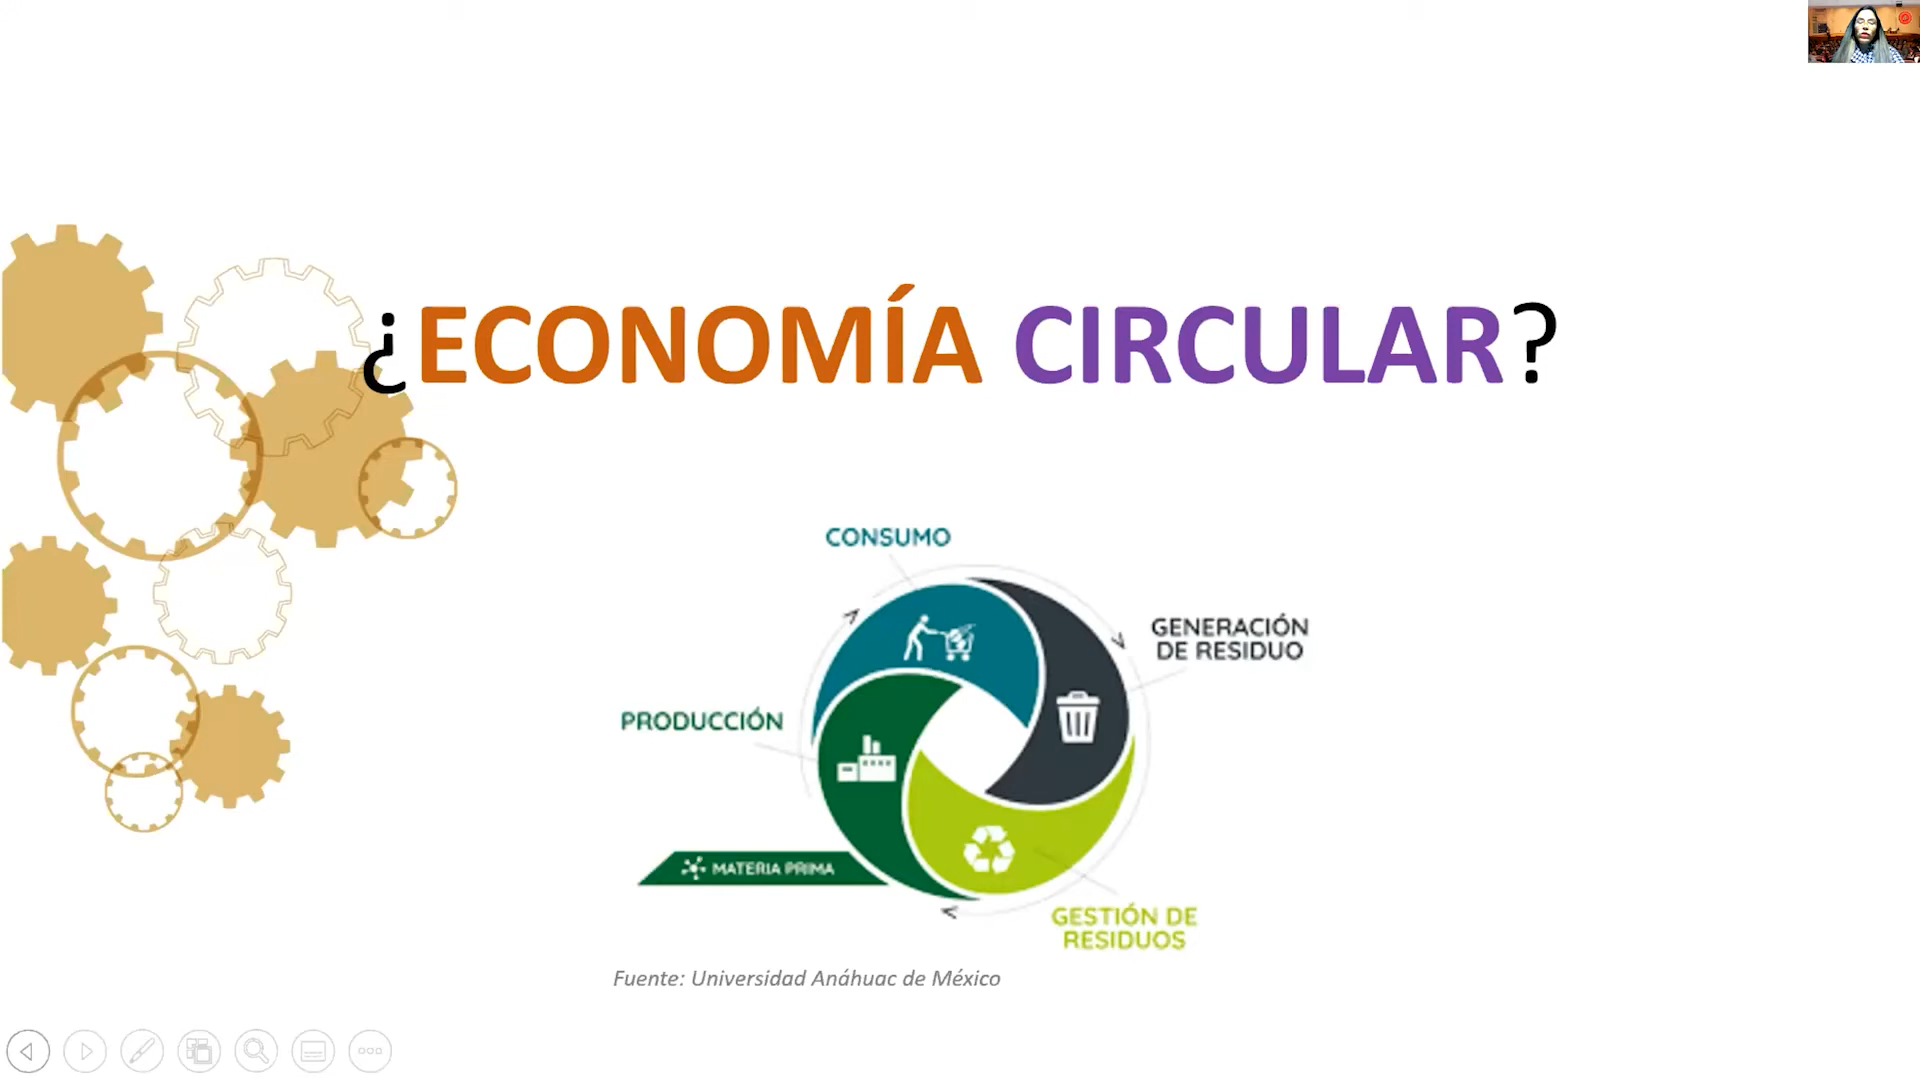 ¿ECONOMÍA CIRCULAR?
CONSUMO
GENERACIÓN
DE RESIDUO
PRODUCCIÓN
MATERIA PRIMA
GESTIÓN DE
RESIDUOS
Fuente: Universidad Anáhuac de México